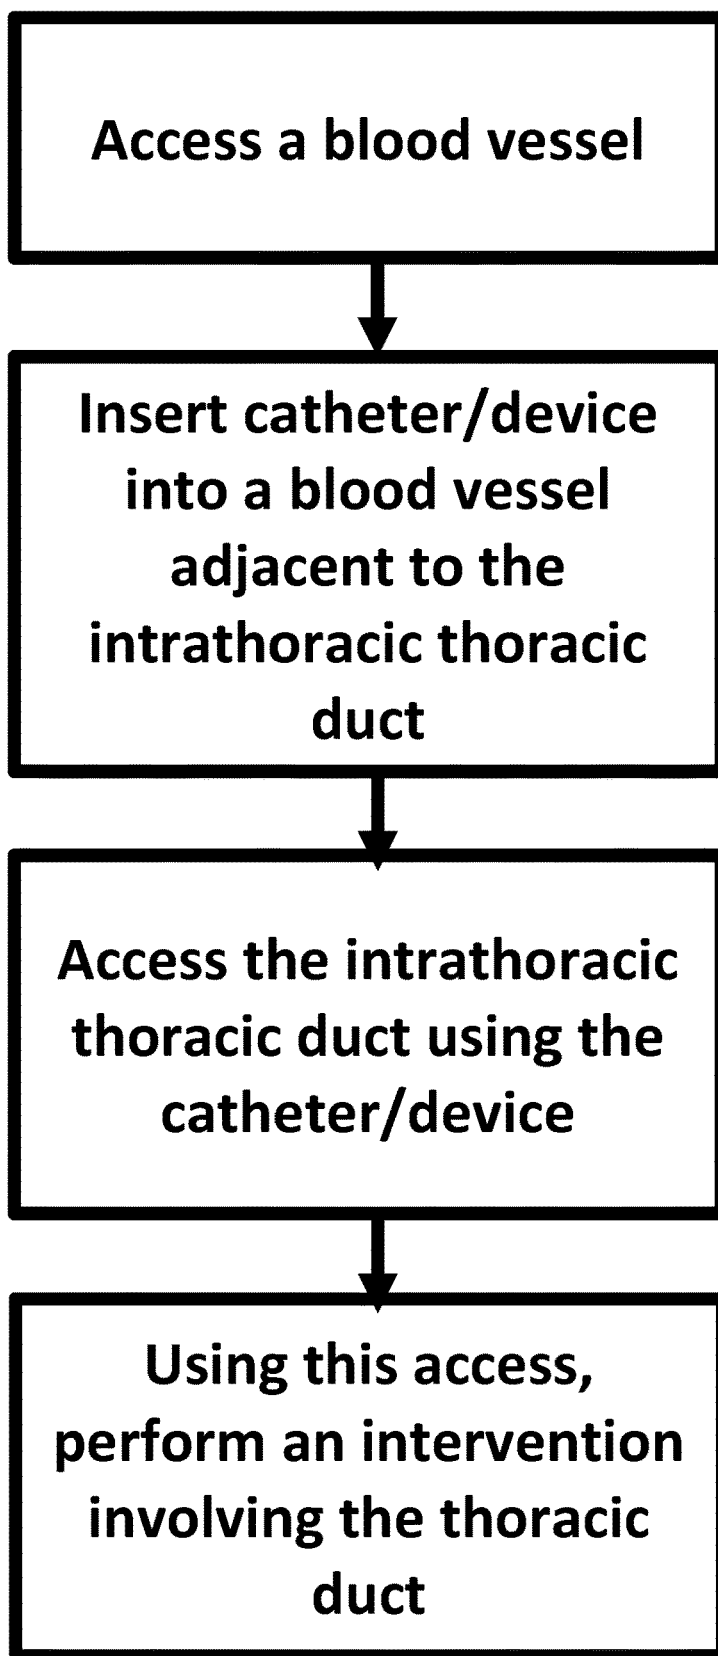 Access a blood vessel
Insert catheter/device
into a blood vessel
adjacent to the
intrathoracic thoracic
duct
Access the intrathoracic
thoracic duct using the
catheter/device
Using this access,
perform an intervention
involving the thoracic
duct